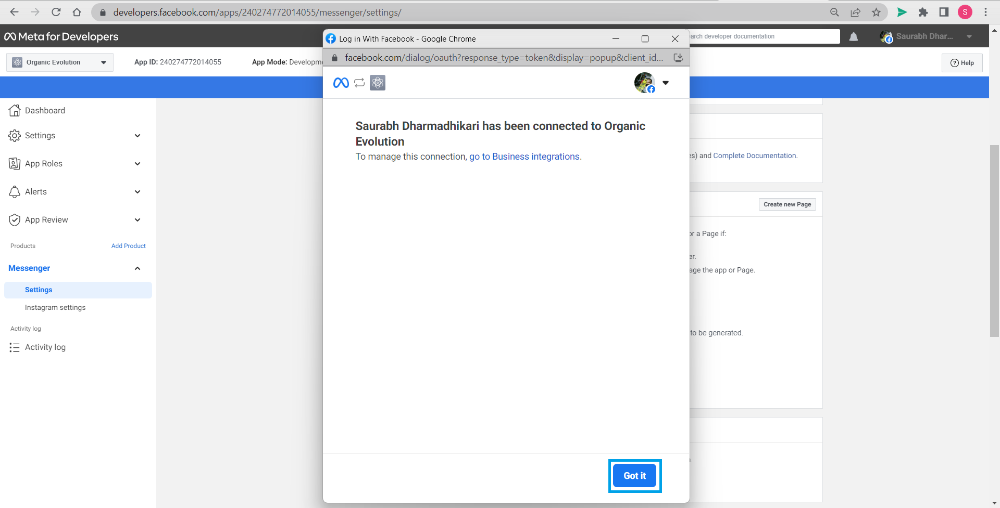 developers.facebook.com/apps/240274772014055/messenger/settings/
S
Meta for Developers
Log in With Facebook - Google Chrome
earch developer documentation
Saurabh Dhar...
facebook.com/dialog/oauth?response_type=token&display=popup&client_id...
Organic Evolution
App ID: 240274772014055
App Mode: Developme
Help
Dashboard
Settings
App Roles
Alerts
App Review
Products
Add Product
Messenger
Settings
Instagram settings
Activity log
Activity log
Saurabh Dharmadhikari has been connected to Organic
Evolution
To manage this connection, go to Business integrations.
Got it
es) and Complete Documentation.
Create new Page
or a Page if:
er.
age the app or Page.
to be generated.